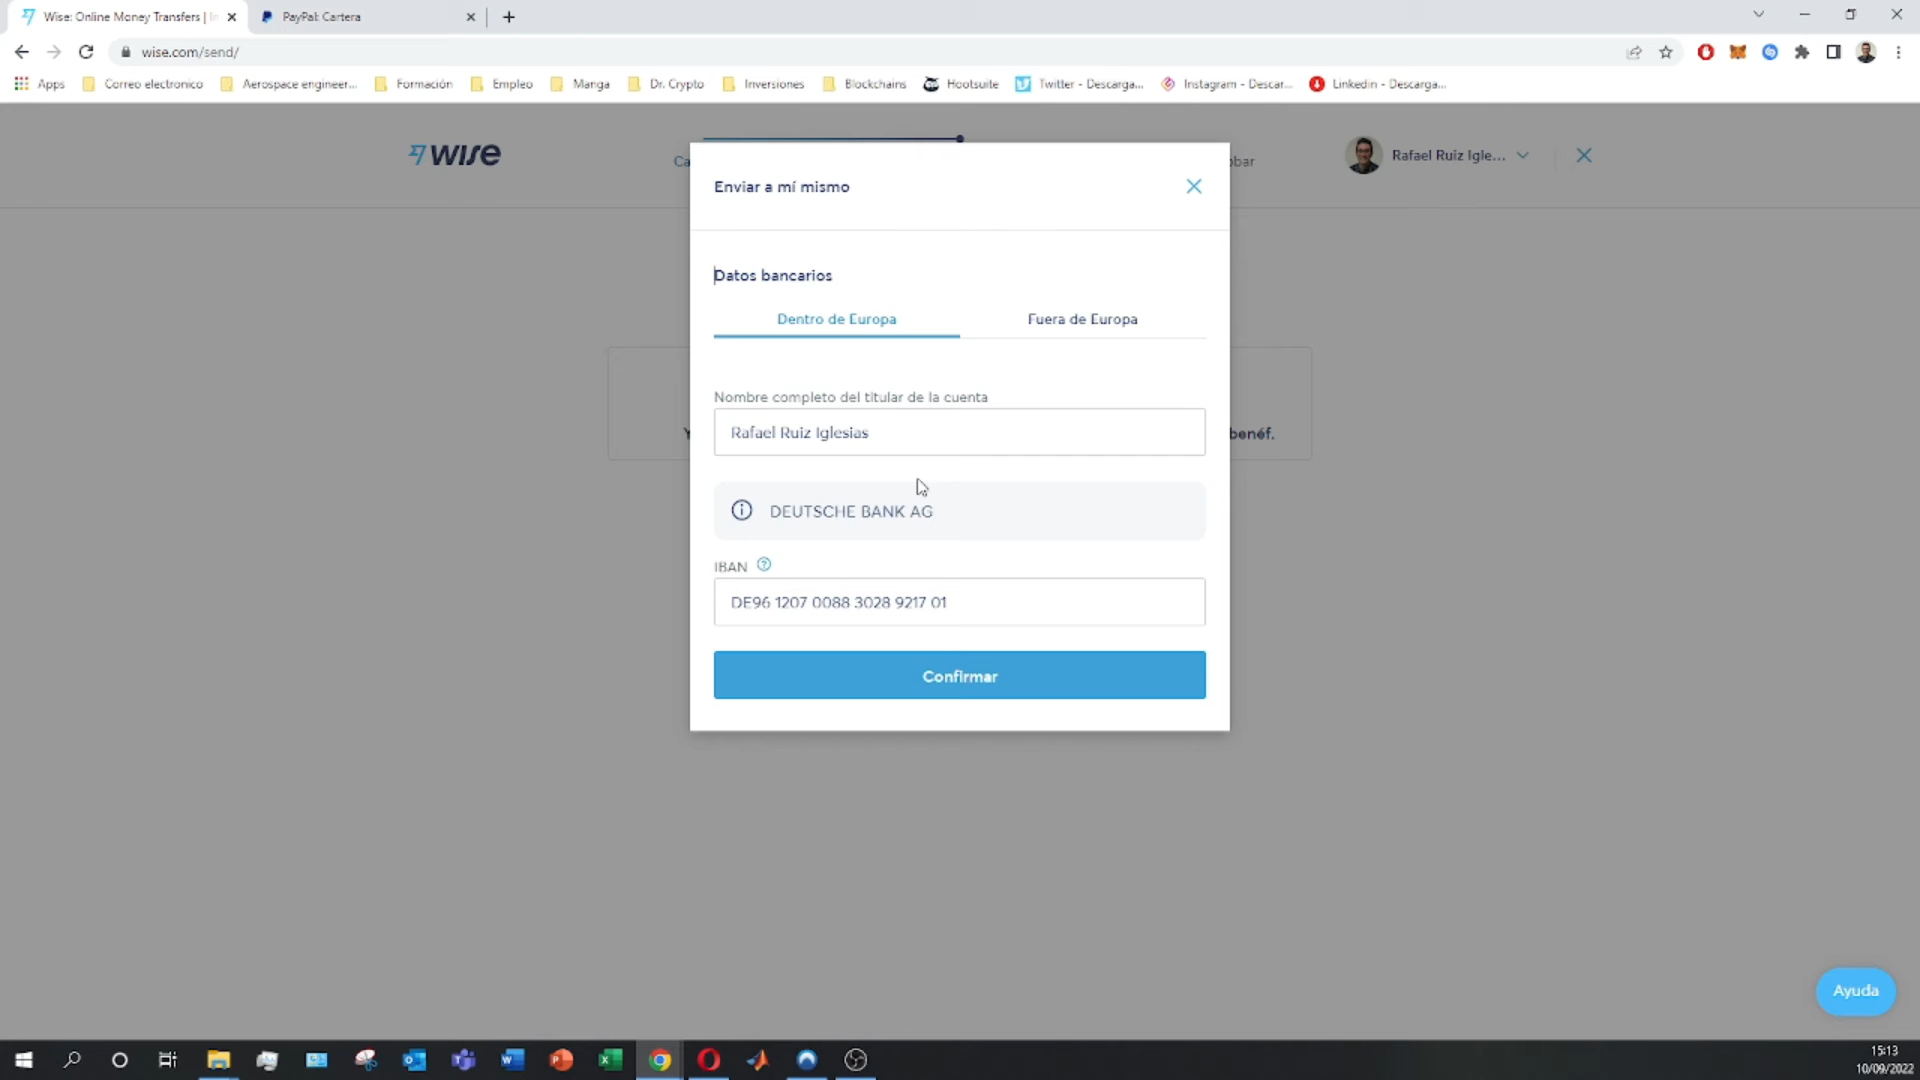 Wise: Online Money Transfers | In
PayPal: Cartera
wise.com/send/
Apps
Correo electronico
Aerospace engineer...
Formación
Empleo
Manga
Dr. Crypto
Inversiones
Blockchains
Hootsuite
Twitter - Descarga...
Instagram - Descar...
Linkedin - Descarga...
WISE
Ca
obar
Rafael Ruiz Igle...
Enviar a mí mismo
Datos bancarios
Dentro de Europa
Fuera de Europa
Nombre completo del titular de la cuenta
Rafael Ruiz Iglesias
Y
benéf.
DEUTSCHE BANK AG
IBAN
DE96 1207 0088 3028 9217 01
Confirmar
Ayuda
15:13
10/09/2022